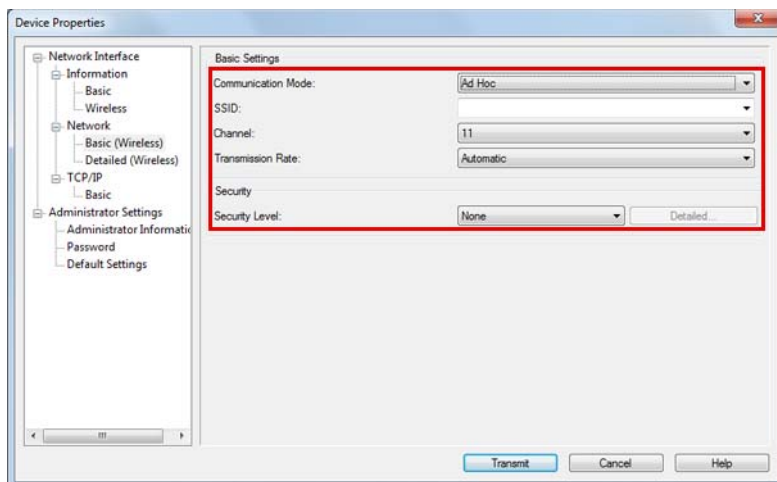 Device Properties
Network Interface
Information
Basic
Wireless
Network
Basic (Wireless)
Detailed (Wireless)
TCP/IP
Basic
Administrator Settings
Administrator Informatic
Password
Default Settings
Basic Settings
Communication Mode: Ad Hoc
SSID:
Channel: 11
Transmission Rate: Automatic
Security
Security Level: None Detailed...
Transmit Cancel Help